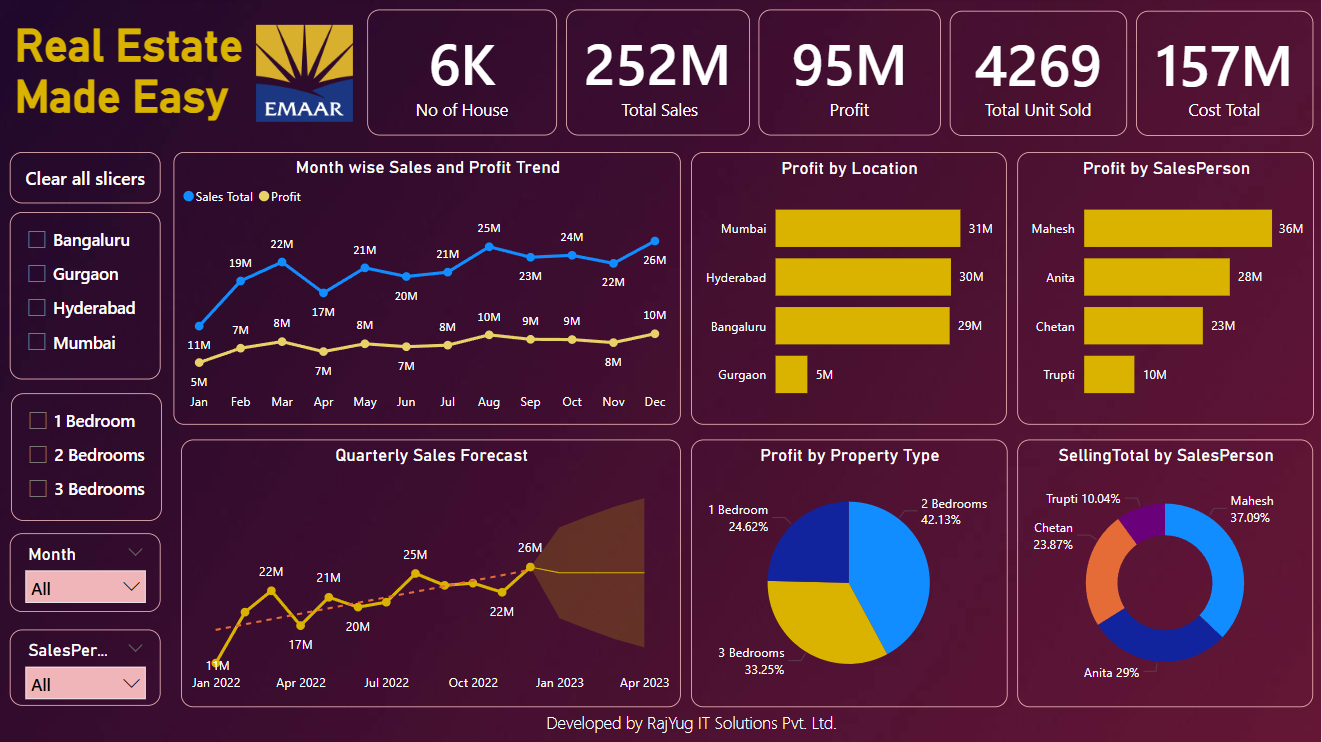 Real Estate
Made Easy
EMAAR
6K
No of House
252M
Total Sales
95M
Profit
4269
Total Unit Sold
157M
Cost Total
Clear all slicers
Bangaluru
Gurgaon
Hyderabad
Mumbai
1 Bedroom
2 Bedrooms
3 Bedrooms
Month
All
SalesPer...
All
Month wise Sales and Profit Trend
Sales Total Profit
11M 19M 22M 17M 21M 20M 21M 25M 23M 24M 22M 26M
5M 7M 8M 7M 8M 7M 8M 10M 9M 9M 8M 10M
Jan Feb Mar Apr May Jun Jul Aug Sep Oct Nov Dec
Profit by Location
Mumbai 31M
Hyderabad 30M
Bangaluru 29M
Gurgaon 5M
Profit by SalesPerson
Mahesh 36M
Anita 28M
Chetan 23M
Trupti 10M
Quarterly Sales Forecast
11M 22M 17M 21M 20M 25M 22M 26M
Jan 2022 Apr 2022 Jul 2022 Oct 2022 Jan 2023 Apr 2023
Profit by Property Type
1 Bedroom
24.62%
2 Bedrooms
42.13%
3 Bedrooms
33.25%
SellingTotal by SalesPerson
Trupti 10.04%
Mahesh
37.09%
Chetan
23.87%
Anita 29%
Developed by RajYug IT Solutions Pvt. Ltd.